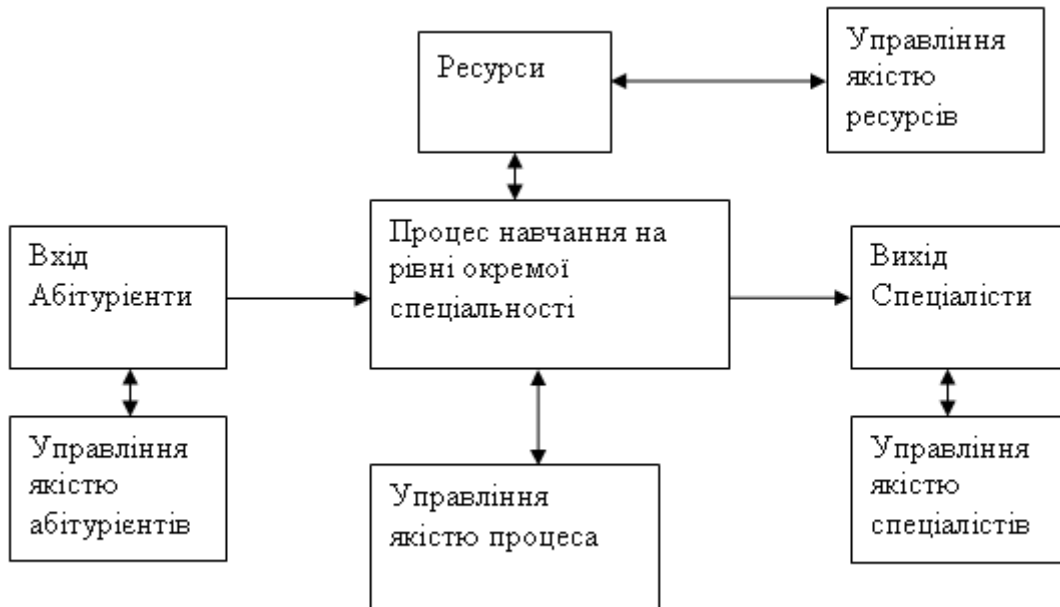 Ресурси
Управління
якістю
ресурсів
Вхід
Абітурієнти
Процес навчання на
рівні окремої
спеціальності
Вихід
Спеціалісти
Управління
якістю
абітурієнтів
Управління
якістю процеса
Управління
якістю
спеціалістів